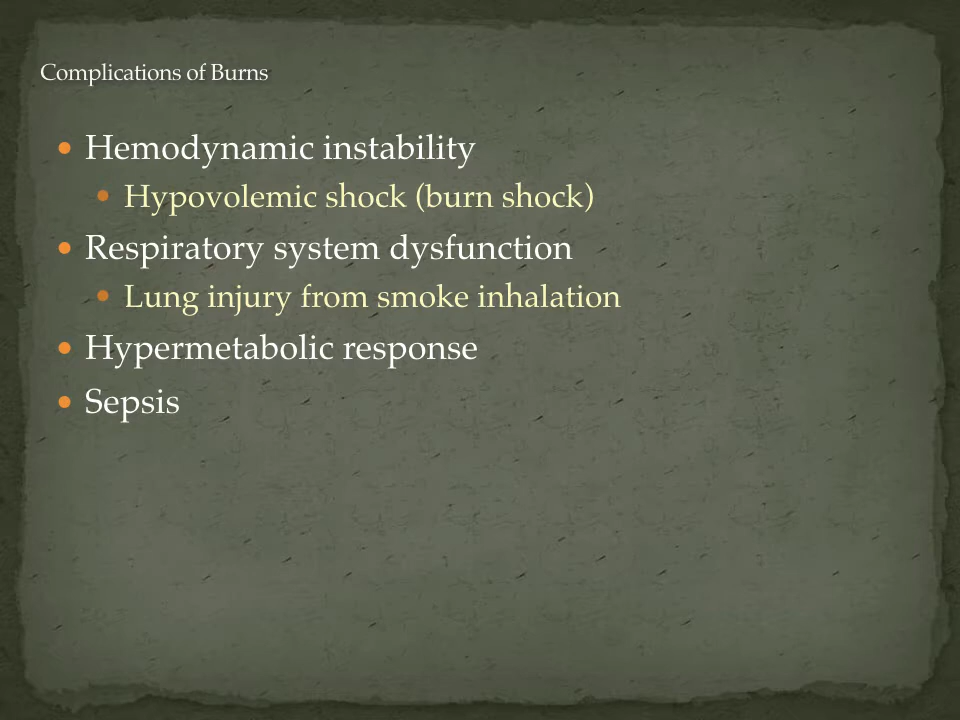 Complications of Burns
• Hemodynamic instability
• Hypovolemic shock (burn shock)
• Respiratory system dysfunction
• Lung injury from smoke inhalation
• Hypermetabolic response
• Sepsis